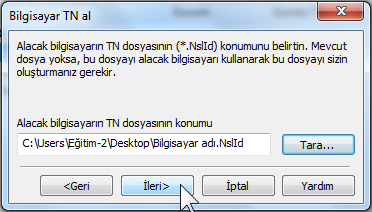 Bilgisayar TN al
Alacak bilgisayarın TN dosyasının (*.NslId) konumunu belirtin. Mevcut
dosya yoksa, bu dosyayı alacak bilgisayarı kullanarak bu dosyayı sizin
oluşturmanız gerekir.
Alacak bilgisayarın TN dosyasının konumu
C:\Users\Eğitim-2\Desktop\Bilgisayar adı.NslId
Tara...
<Geri
İleri>
İptal
Yardım